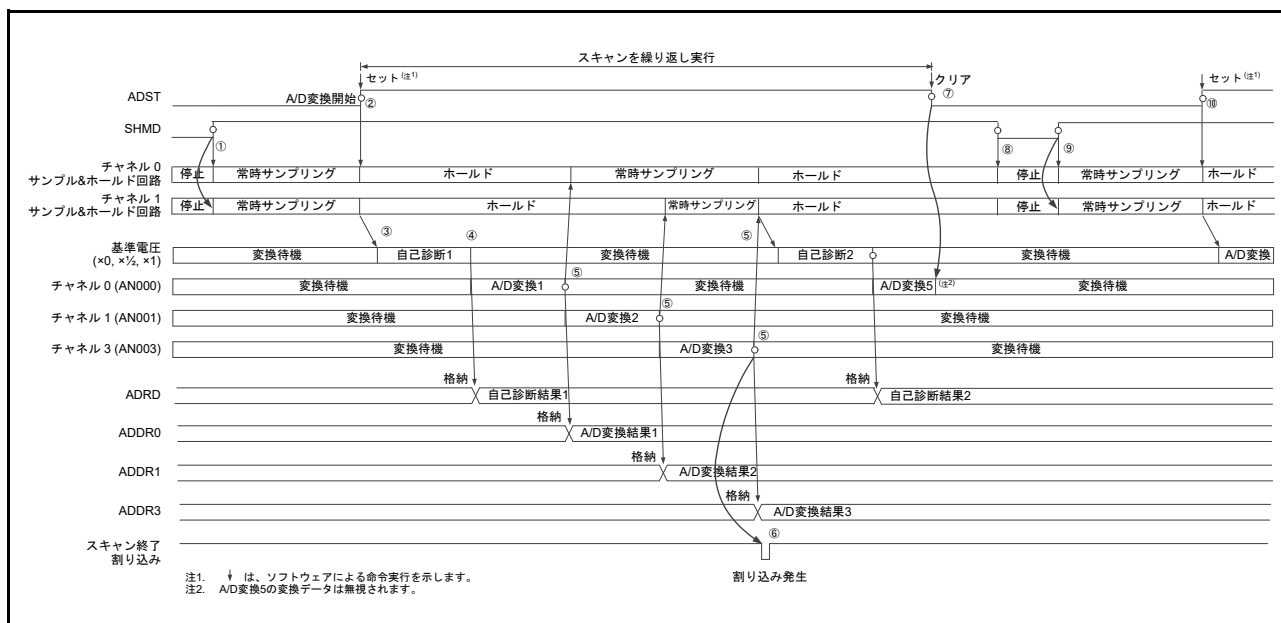 スキャンを繰り返し実行
セット(注1)
クリア
セット(注1)
ADST
A/D変換開始
②
⑦
⑩
SHMD
①
⑧
⑨
チャネル 0
サンプル&ホールド回路
停止
常時サンプリング
ホールド
常時サンプリング
ホールド
停止
常時サンプリング
ホールド
チャネル 1
サンプル&ホールド回路
停止
常時サンプリング
ホールド
常時サンプリング
ホールド
停止
常時サンプリング
ホールド
③
④
⑤
基準電圧
(×0, ×½, ×1)
変換待機
自己診断1
変換待機
自己診断2
変換待機
A/D変換
⑤
チャネル 0 (AN000)
変換待機
A/D変換1
変換待機
A/D変換5
(注2)
変換待機
⑤
チャネル 1 (AN001)
変換待機
A/D変換2
変換待機
⑤
チャネル 3 (AN003)
変換待機
A/D変換3
変換待機
格納
格納
ADRD
自己診断結果1
自己診断結果2
格納
ADDR0
A/D変換結果1
格納
ADDR1
A/D変換結果2
格納
ADDR3
A/D変換結果3
スキャン終了
割り込み
⑥
割り込み発生
注1. ↓ は、ソフトウェアによる命令実行を示します。
注2. A/D変換5の変換データは無視されます。